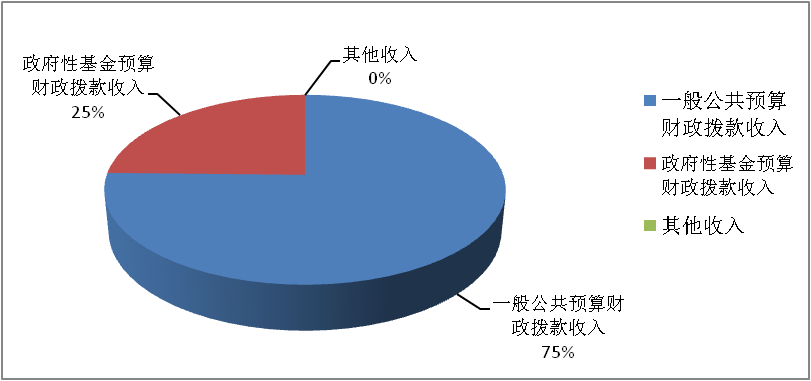 政府性基金预算
财政拨款收入
25%
其他收入
0%
一般公共预算财
政拨款收入
75%
一般公共预算
财政拨款收入
政府性基金预算
财政拨款收入
其他收入